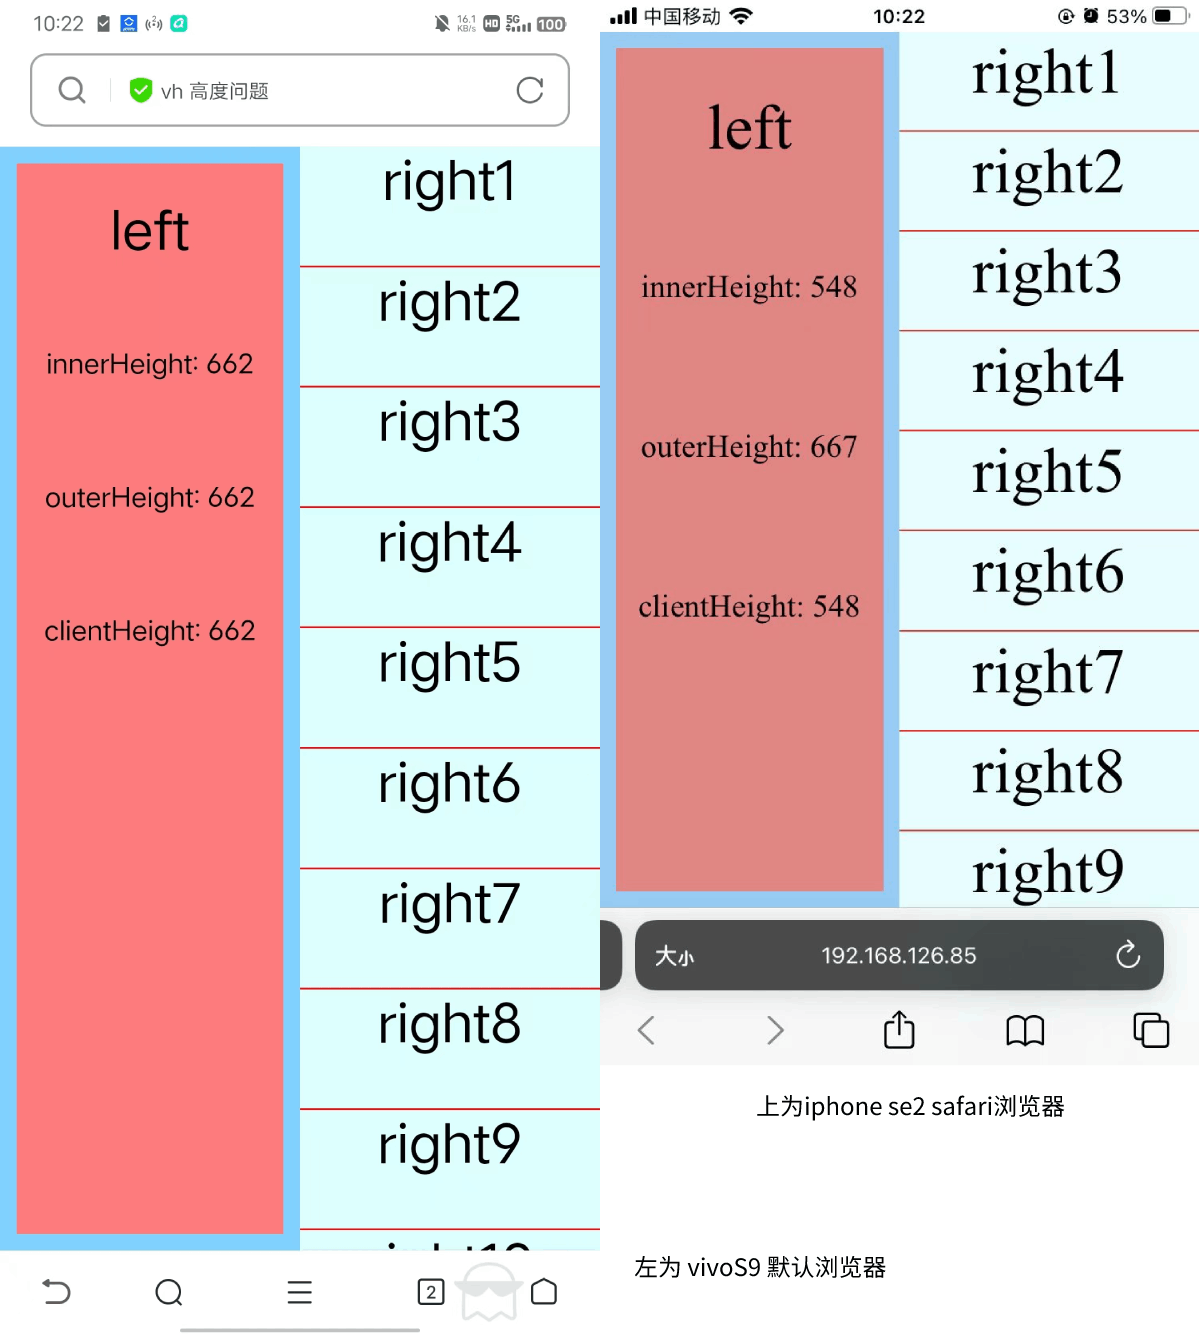 10:22
16.1
KB/s
HD
5G
100
vh 高度问题
left
innerHeight: 662
outerHeight: 662
clientHeight: 662
right1
right2
right3
right4
right5
right6
right7
right8
right9
2
中国移动
10:22
53%
left
innerHeight: 548
outerHeight: 667
clientHeight: 548
right1
right2
right3
right4
right5
right6
right7
right8
right9
大小
192.168.126.85
上为iphone se2 safari浏览器
左为 vivoS9 默认浏览器